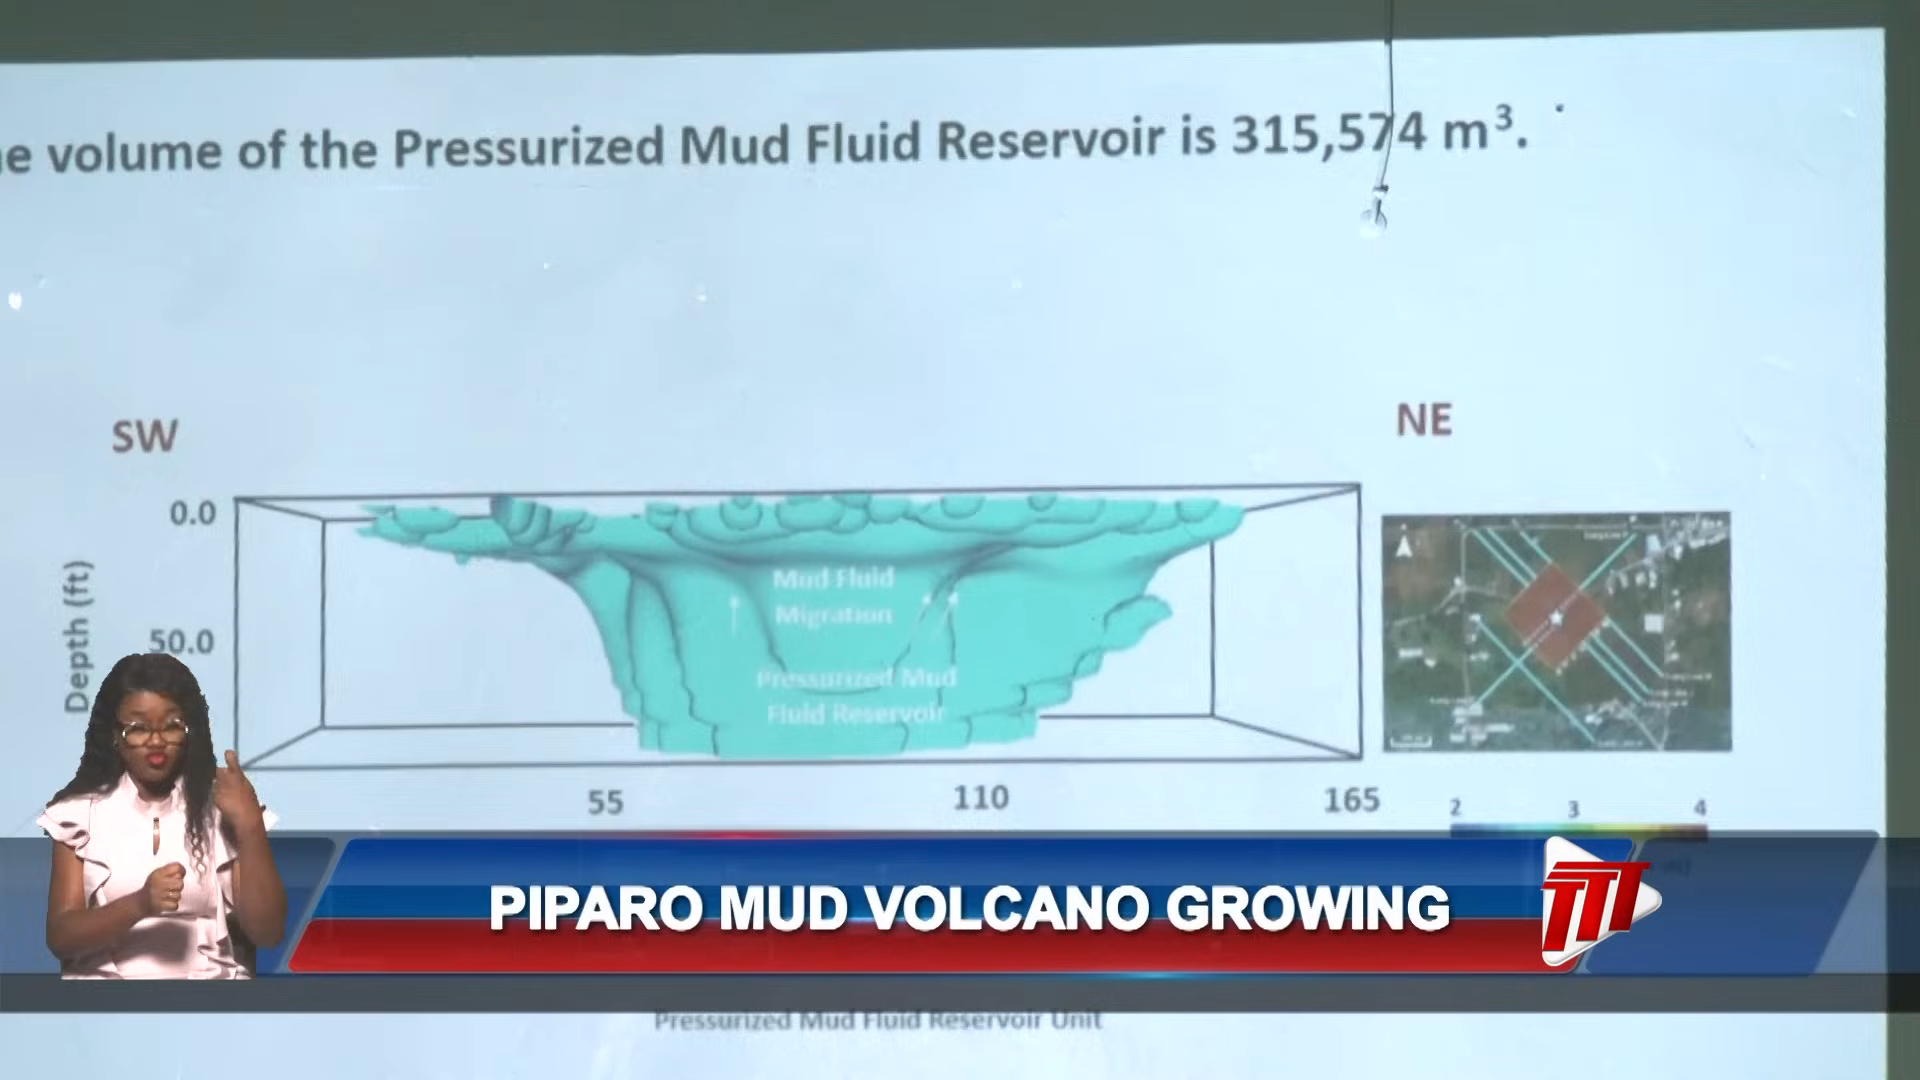 e volume of the Pressurized Mud Fluid Reservoir is 315,574 m³.
SW
NE
0.0
50.0
Depth (ft)
Mud Fluid
Migration
Pressurized Mud
Fluid Reservoir
55
110
165
2
3
4
PIPARO MUD VOLCANO GROWING
TTT
Pressurized Mud Fluid Reservoir Unit